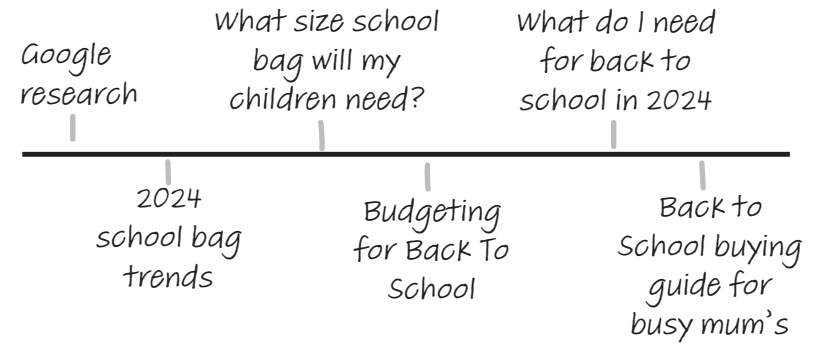 Google
research
What size school
bag will my
children need?
What do I need
for back to
school in 2024
2024
school bag
trends
Budgeting
for Back To
School
Back to
School buying
guide for
busy mum's